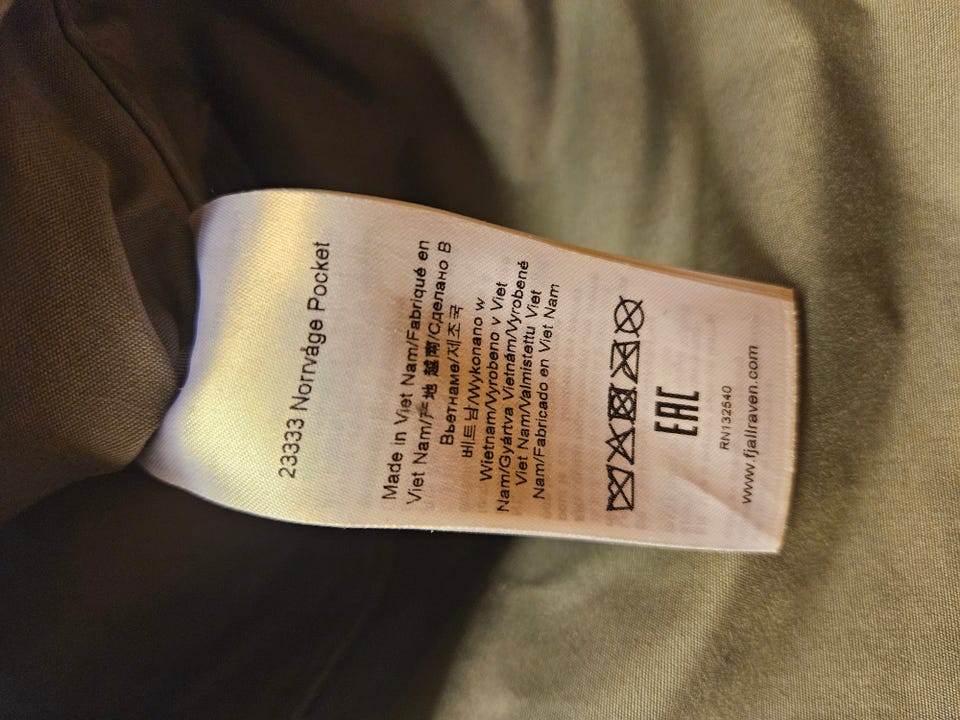 23333 Norrvåge Pocket
Made in Viet Nam/Fabriqué en
Viet Nam/产地 越南/Сделано В
Вьетнаме/제조국
베트남/Wykonano w
Wietnam/Vyrobeno v Viet
Nam/Gyártva Vietnám/Vyrobené
Viet Nam/Valmistettu Viet
Nam/Fabricado en Viet Nam
EAC
RN132540
www.fjallraven.com